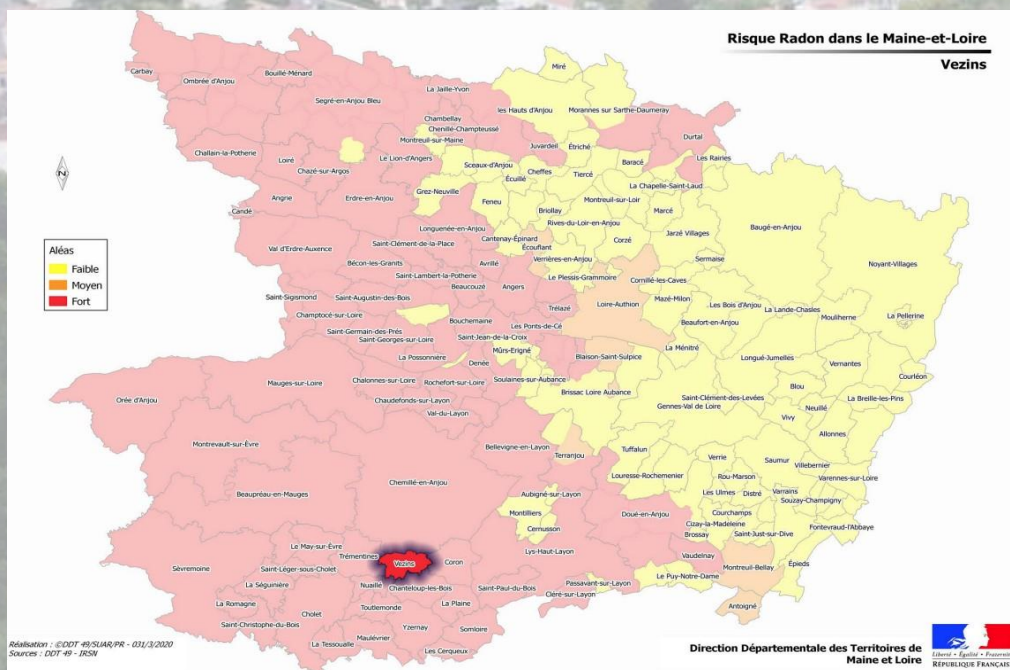 Risque Radon dans le Maine-et-Loire
Vezins
Miré
Carbay
Ombrée d'Anjou
Bouillé-Ménard
La Jaille-Yvon
Segré-en-Anjou Bleu
les Hauts d'Anjou
Morannes sur Sarthe-Daumeray
Chambellay
Chenillé-Champteussé
Durtal
Montreuil-sur-Maine
Juvardeil
Étriché
Challain-la-Potherie
Loiré
Le Lion-d'Angers
Sceaux-d'Anjou
Baracé
Les Rairies
Chazé-sur-Argos
Écuillé
Cheffes
Tiercé
La Chapelle-Saint-Laud
Angrie
Erdre-en-Anjou
Grez-Neuville
Feneu
Montreuil-sur-Loir
Candé
Briollay
Marcé
Rives-du-Loir-en-Anjou
Baugé-en-Anjou
Longuenée-en-Anjou
Jarzé Villages
Saint-Clément-de-la-Place
Cantenay-Épinard
Corzé
Val d'Erdre-Auxence
Écouflant
Verrières-en-Anjou
Sermaise
Aléas
Faible
Moyen
Fort
Bécon-les-Granits
Avrillé
Noyant-Villages
Saint-Lambert-la-Potherie
Le Plessis-Grammoire
Cornillé-les-Caves
Beaucouzé
Angers
Saint-Sigismond
Saint-Augustin-des-Bois
Loire-Authion
Mazé-Milon
Les Bois d'Anjou
La Lande-Chasles
Champtocé-sur-Loire
Trélazé
Mouliherne
La Pellerine
Bouchemaine
Les Ponts-de-Cé
Beaufort-en-Anjou
Saint-Germain-des-Prés
Saint-Jean-de-la-Croix
Saint-Georges-sur-Loire
Mûrs-Erigné
La Ménitré
La Possonnière
Denée
Blaison-Saint-Sulpice
Longué-Jumelles
Vernantes
Courléon
Mauges-sur-Loire
Chalonnes-sur-Loire
Rochefort-sur-Loire
Soulaines-sur-Aubance
Orée d'Anjou
Chaudefonds-sur-Layon
Brissac Loire Aubance
Blou
Saint-Clément-des-Levées
La Breille-les-Pins
Val-du-Layon
Gennes-Val de Loire
Neuillé
Vivy
Montrevault-sur-Èvre
Bellevigne-en-Layon
Allonnes
Terranjou
Tuffalun
Verrie
Saumur
Villebernier
Chemillé-en-Anjou
Louresse-Rochemenier
Rou-Marson
Varennes-sur-Loire
Beaupréau-en-Mauges
Aubigné-sur-Layon
Les Ulmes
Distré
Varrains
Souzay-Champigny
Montilliers
Doué-en-Anjou
Courchamps
Cernusson
Cizay-la-Madeleine
Fontevraud-l'Abbaye
Brossay
Saint-Just-sur-Dive
Le May-sur-Èvre
Lys-Haut-Layon
Trémentines
Vaudelnay
Vezins
Coron
Montreuil-Bellay
Épieds
Sèvremoine
Saint-Léger-sous-Cholet
Le Puy-Notre-Dame
La Séguinière
Nuaillé
Chanteloup-les-Bois
Saint-Paul-du-Bois
Passavant-sur-Layon
Cléré-sur-Layon
La Romagne
Toutlemonde
La Plaine
Antoigné
Cholet
Saint-Christophe-du-Bois
Yzernay
Somloire
La Tessoualle
Maulévrier
Les Cerqueux
Réalisation : ©DDT 49/SUAR/PR - 031/3/2020
Sources : DDT 49 - IRSN
Direction Départementale des Territoires de
Maine et Loire
Liberté • Égalité • Fraternité
RÉPUBLIQUE FRANÇAISE
N